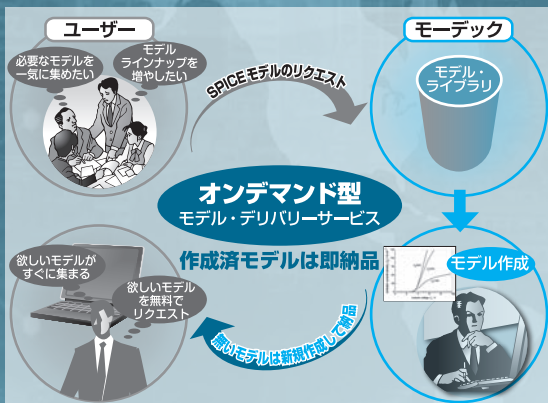 ユーザー
必要なモデルを
一気に集めたい
モデル
ラインナップを
増やしたい
SPICEモデルのリクエスト
モーデック
モデル・
ライブラリ
オンデマンド型
モデル・デリバリーサービス
作成済モデルは即納品
モデル作成
欲しいモデルが
すぐに集まる
欲しいモデル
を無料で
リクエスト
無いモデルは新規作成して納品